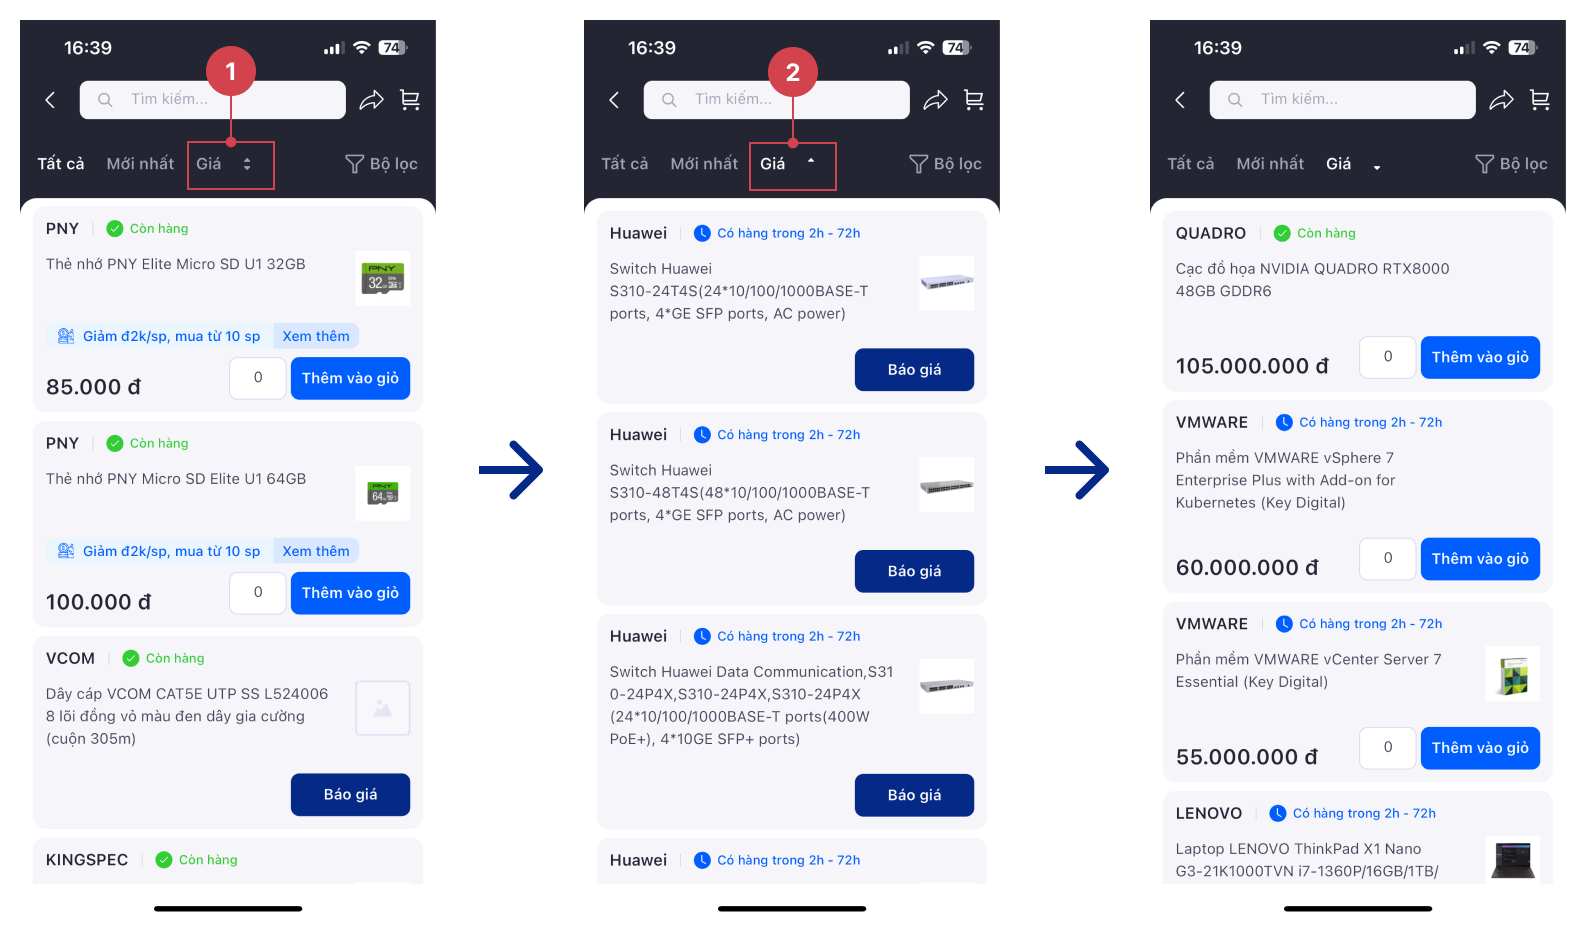 16:39
74
1
Tìm kiếm...
Tất cả
Mới nhất
Giá
Bộ lọc
PNY
Còn hàng
Thẻ nhớ PNY Elite Micro SD U1 32GB
PNY
32GB
Giảm đ2k/sp, mua từ 10 sp
Xem thêm
85.000 đ
0
Thêm vào giỏ
PNY
Còn hàng
Thẻ nhớ PNY Micro SD Elite U1 64GB
PNY
64GB
Giảm đ2k/sp, mua từ 10 sp
Xem thêm
100.000 đ
0
Thêm vào giỏ
VCOM
Còn hàng
Dây cáp VCOM CAT5E UTP SS L524006
8 lõi đồng vỏ màu đen dây gia cường
(cuộn 305m)
Báo giá
KINGSPEC
Còn hàng
16:39
74
2
Tìm kiếm...
Tất cả
Mới nhất
Giá
Bộ lọc
Huawei
Có hàng trong 2h - 72h
Switch Huawei
S310-24T4S(24*10/100/1000BASE-T
ports, 4*GE SFP ports, AC power)
Báo giá
Huawei
Có hàng trong 2h - 72h
Switch Huawei
S310-48T4S(48*10/100/1000BASE-T
ports, 4*GE SFP ports, AC power)
Báo giá
Huawei
Có hàng trong 2h - 72h
Switch Huawei Data Communication,S31
0-24P4X,S310-24P4X,S310-24P4X
(24*10/100/1000BASE-T ports(400W
PoE+), 4*10GE SFP+ ports)
Báo giá
Huawei
Có hàng trong 2h - 72h
16:39
74
Tìm kiếm...
Tất cả
Mới nhất
Giá
Bộ lọc
QUADRO
Còn hàng
Cạc đồ họa NVIDIA QUADRO RTX8000
48GB GDDR6
105.000.000 đ
0
Thêm vào giỏ
VMWARE
Có hàng trong 2h - 72h
Phần mềm VMWARE vSphere 7
Enterprise Plus with Add-on for
Kubernetes (Key Digital)
60.000.000 đ
0
Thêm vào giỏ
VMWARE
Có hàng trong 2h - 72h
Phần mềm VMWARE vCenter Server 7
Essential (Key Digital)
55.000.000 đ
0
Thêm vào giỏ
LENOVO
Có hàng trong 2h - 72h
Laptop LENOVO ThinkPad X1 Nano
G3-21K1000TVN i7-1360P/16GB/1TB/